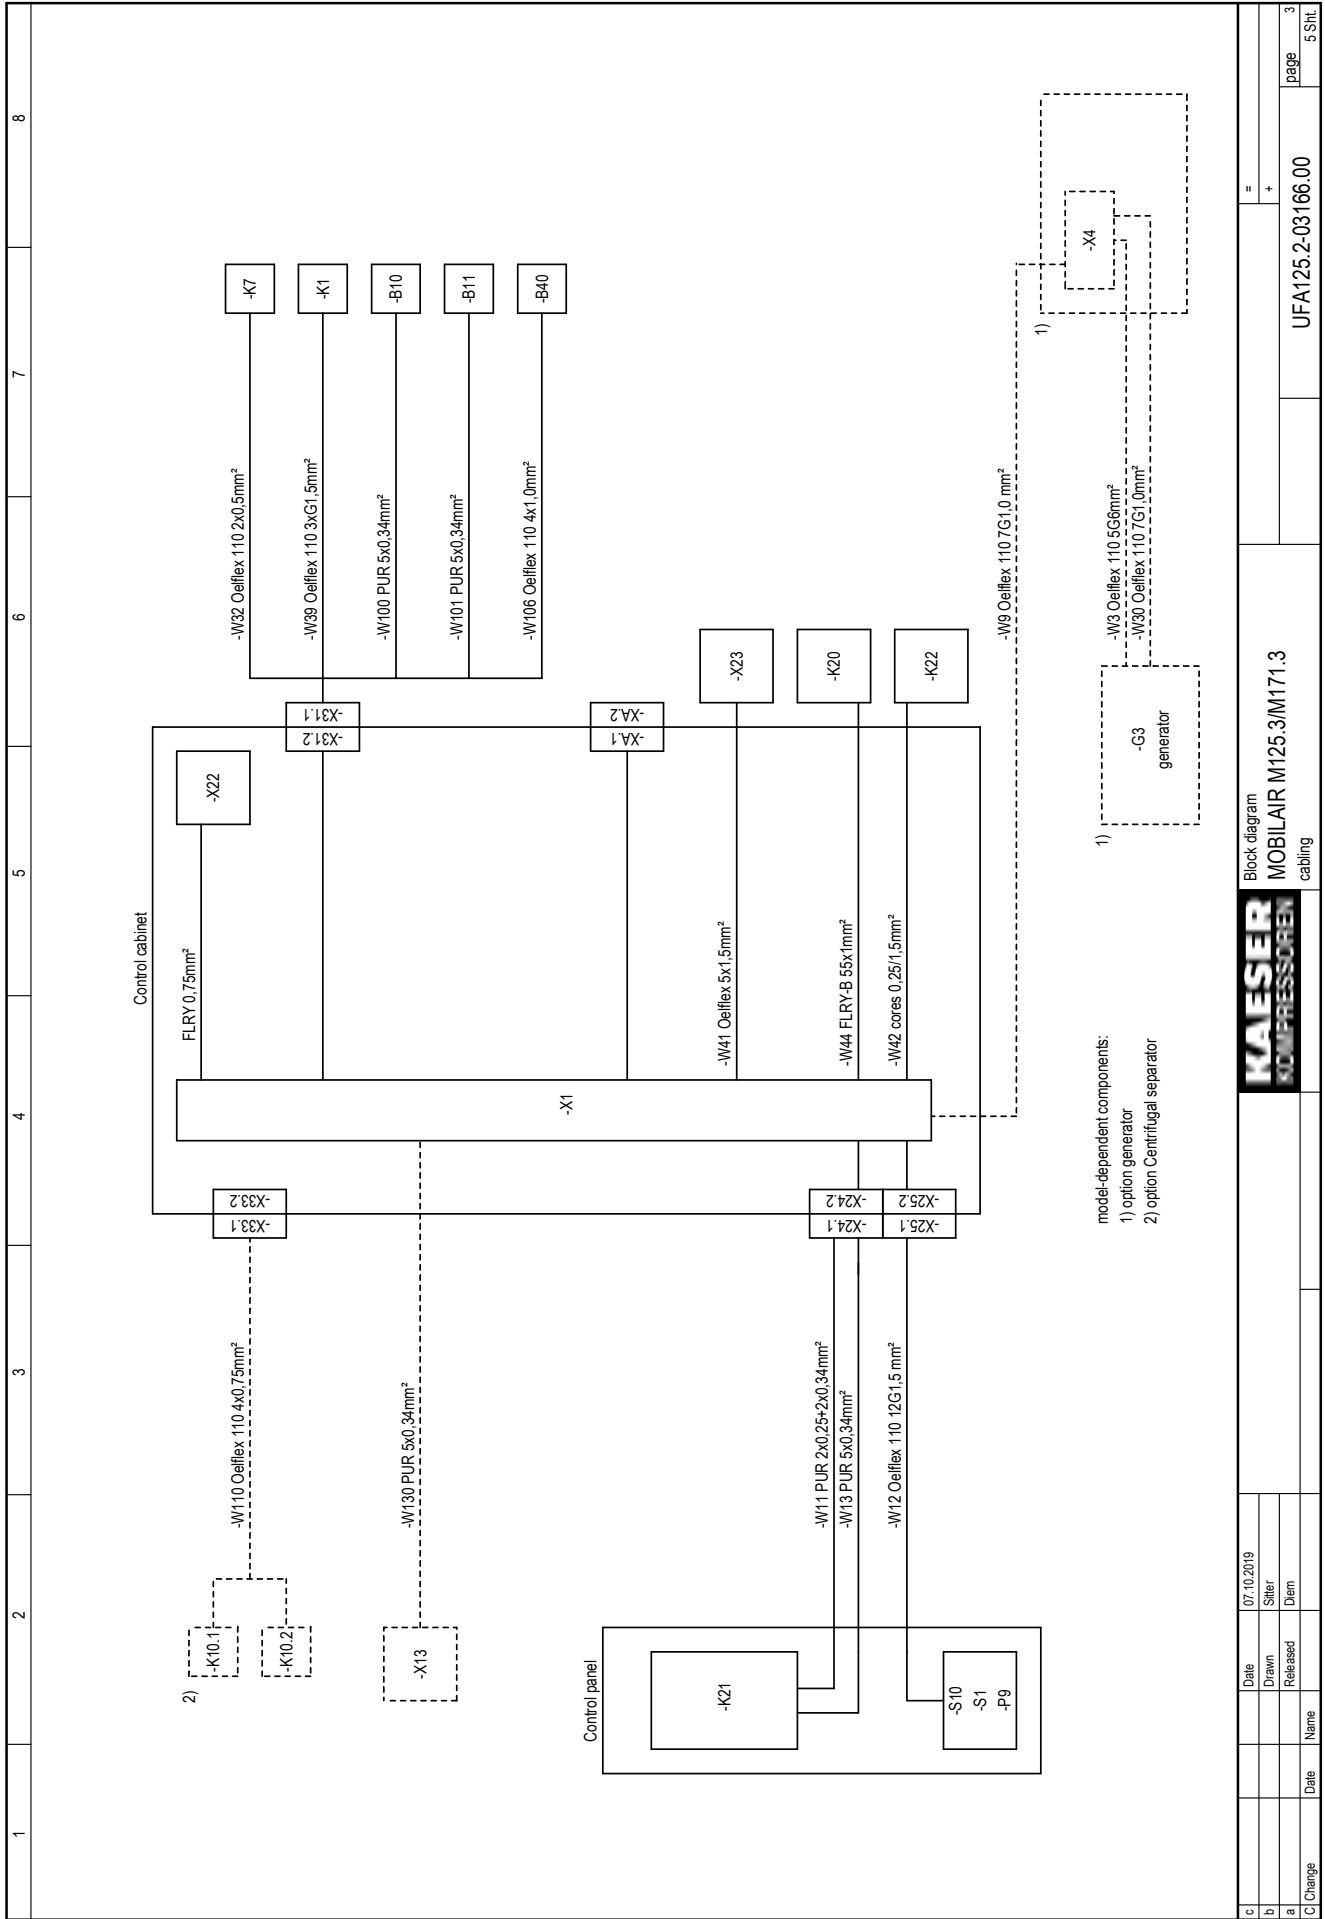 1
2
3
4
5
6
7
8
Control cabinet
2)
-K10.1
-K10.2
-W110 Oelflex 110 4x0,75mm²
-X33.1
-X33.2
FLRY 0,75mm²
-X22
-X31.2
-X31.1
-W32 Oelflex 110 2x0,5mm²
-K7
-W39 Oelflex 110 3xG1,5mm²
-K1
-W100 PUR 5x0,34mm²
-B10
-W101 PUR 5x0,34mm²
-B11
-W106 Oelflex 110 4x1,0mm²
-B40
-X13
-W130 PUR 5x0,34mm²
-X1
-XA.1
-XA.2
-W41 Oelflex 5x1,5mm²
-X23
-W44 FLRY-B 55x1mm²
-K20
-W42 cores 0,25/1,5mm²
-K22
Control panel
-K21
-W11 PUR 2x0,25+2x0,34mm²
-W13 PUR 5x0,34mm²
-X24.1
-X24.2
-S10
-S1
-P9
-W12 Oelflex 110 12G1,5 mm²
-X25.1
-X25.2
-W9 Oelflex 110 7G1,0 mm²
1)
-X4
1)
-G3
generator
-W3 Oelflex 110 5G6mm²
-W30 Oelflex 110 7G1,0mm²
model-dependent components:
1) option generator
2) option Centrifugal separator
c
b
a
C
Change
Date
Name
Date
07.10.2019
Drawn
Sitter
Released
Diem
KAESER
KOMPRESSOREN
Block diagram
MOBILAIR M125.3/M171.3
cabling
=
+
UFA125.2-03166.00
page
3
5 Sht.